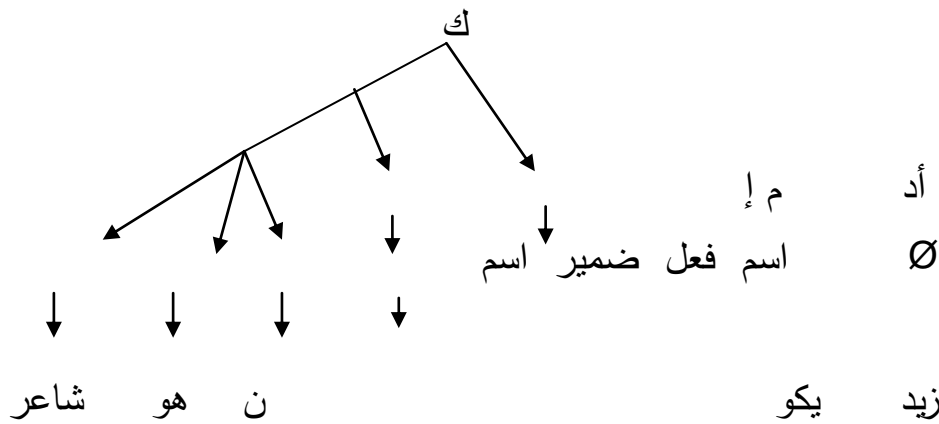 ك
أد م إ
Ø اسم فعل ضمير اسم
زيد يكو ن هو شاعر